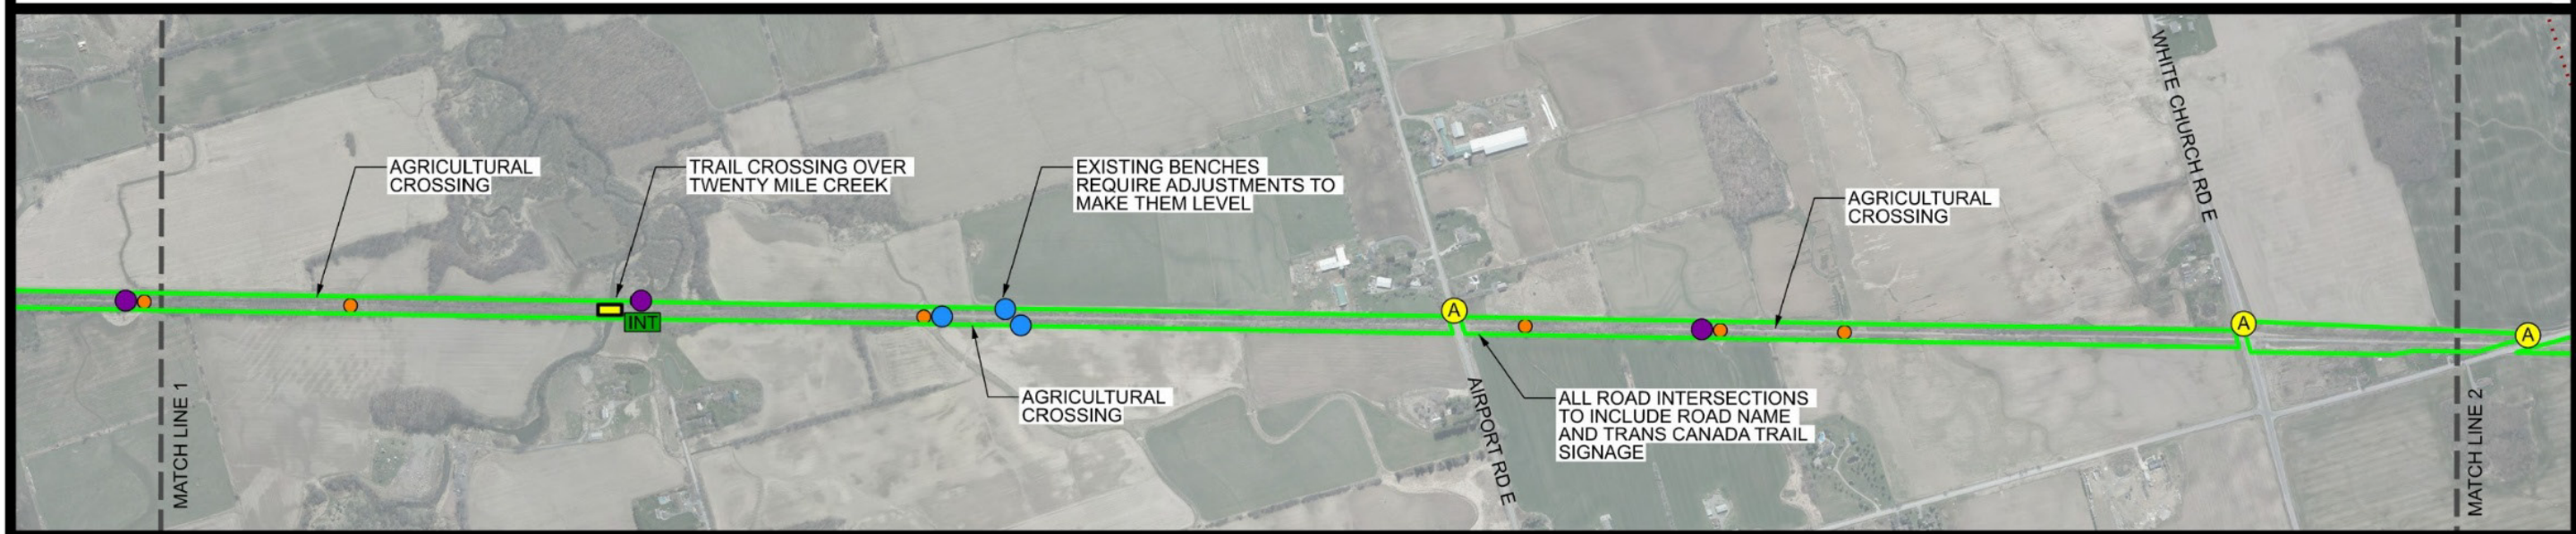 AGRICULTURAL
CROSSING
TRAIL CROSSING OVER
TWENTY MILE CREEK
EXISTING BENCHES
REQUIRE ADJUSTMENTS TO
MAKE THEM LEVEL
AGRICULTURAL
CROSSING
WHITE CHURCH RD E
INT
A
A
A
MATCH LINE 1
AGRICULTURAL
CROSSING
AIRPORT RD E
ALL ROAD INTERSECTIONS
TO INCLUDE ROAD NAME
AND TRANS CANADA TRAIL
SIGNAGE
MATCH LINE 2